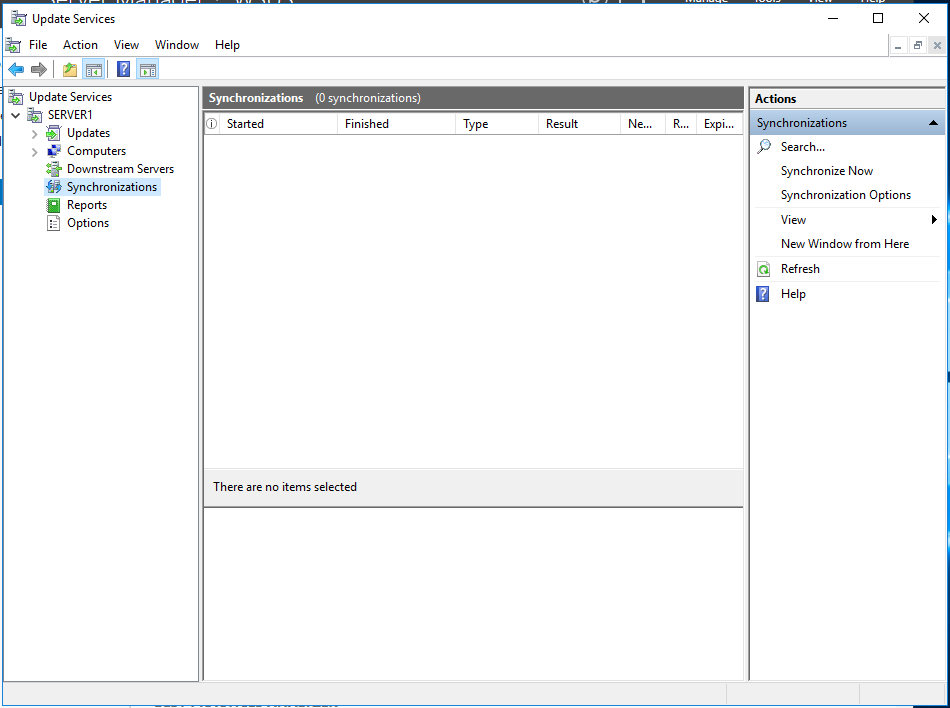 Update Services
File Action View Window Help
Update Services
SERVER1
Updates
Computers
Downstream Servers
Synchronizations
Reports
Options
Synchronizations (0 synchronizations)
Started Finished Type Result Ne... R... Expi...
There are no items selected
Actions
Synchronizations
Search...
Synchronize Now
Synchronization Options
View
New Window from Here
Refresh
Help